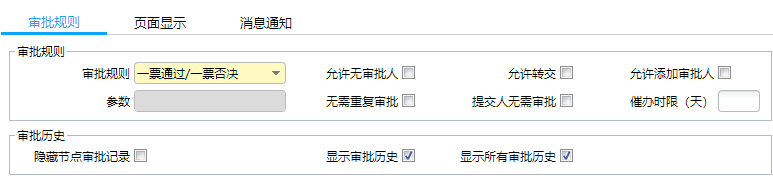 审批规则 页面显示 消息通知
审批规则
审批规则 一票通过/一票否决 允许无审批人 允许转交 允许添加审批人
参数 无需重复审批 提交人无需审批 催办时限（天）
审批历史
隐藏节点审批记录 显示审批历史 显示所有审批历史